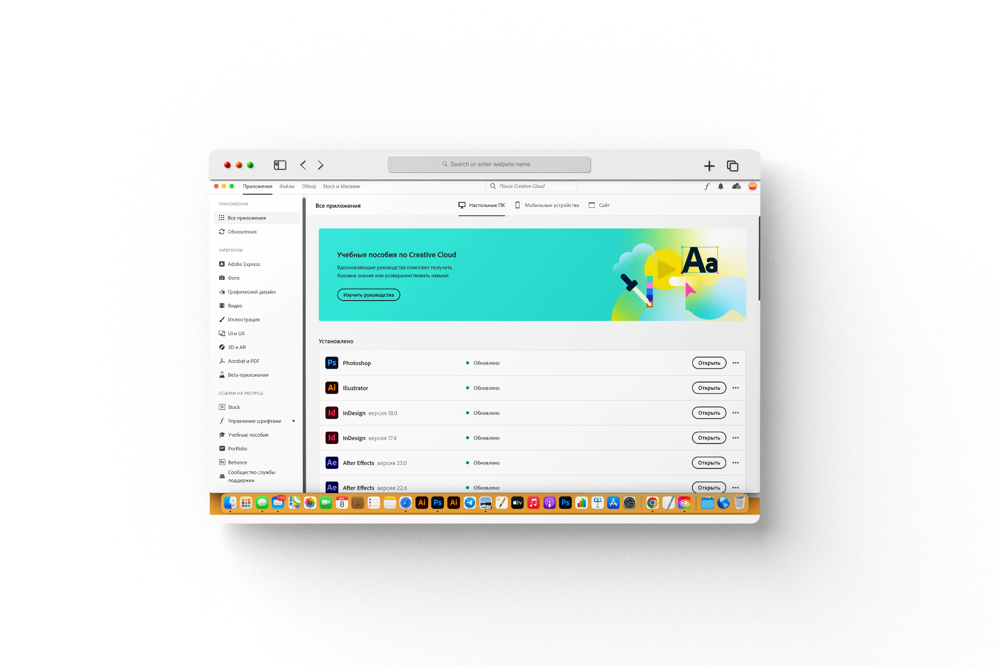 Search or enter website name
Приложения Файлы Обзор Stock и Магазин
Поиск Creative Cloud
ПРИЛОЖЕНИЯ
Все приложения
Обновления
КАТЕГОРИИ
Adobe Express
Фото
Графический дизайн
Видео
Иллюстрация
UI и UX
3D и AR
Acrobat и PDF
Beta-приложения
ССЫЛКИ НА РЕСУРСЫ
St Stock
Управление шрифтами
Учебные пособия
Pf Portfolio
Be Behance
Сообщество службы
поддержки
Все приложения
Настольные ПК Мобильные устройства Сайт
Учебные пособия по Creative Cloud
Вдохновляющие руководства помогают получить
базовые знания или усовершенствовать навыки.
Изучить руководства
Aa
Установлено
Ps Photoshop Обновлено Открыть
Ai Illustrator Обновлено Открыть
Id InDesign версия 18.0 Обновлено Открыть
Id InDesign версия 17.4 Обновлено Открыть
Ae After Effects версия 23.0 Обновлено Открыть
Ae After Effects версия 22.6 Обновлено Открыть
1702
ДЕК.
8
Ai Ps Ai tv Ps